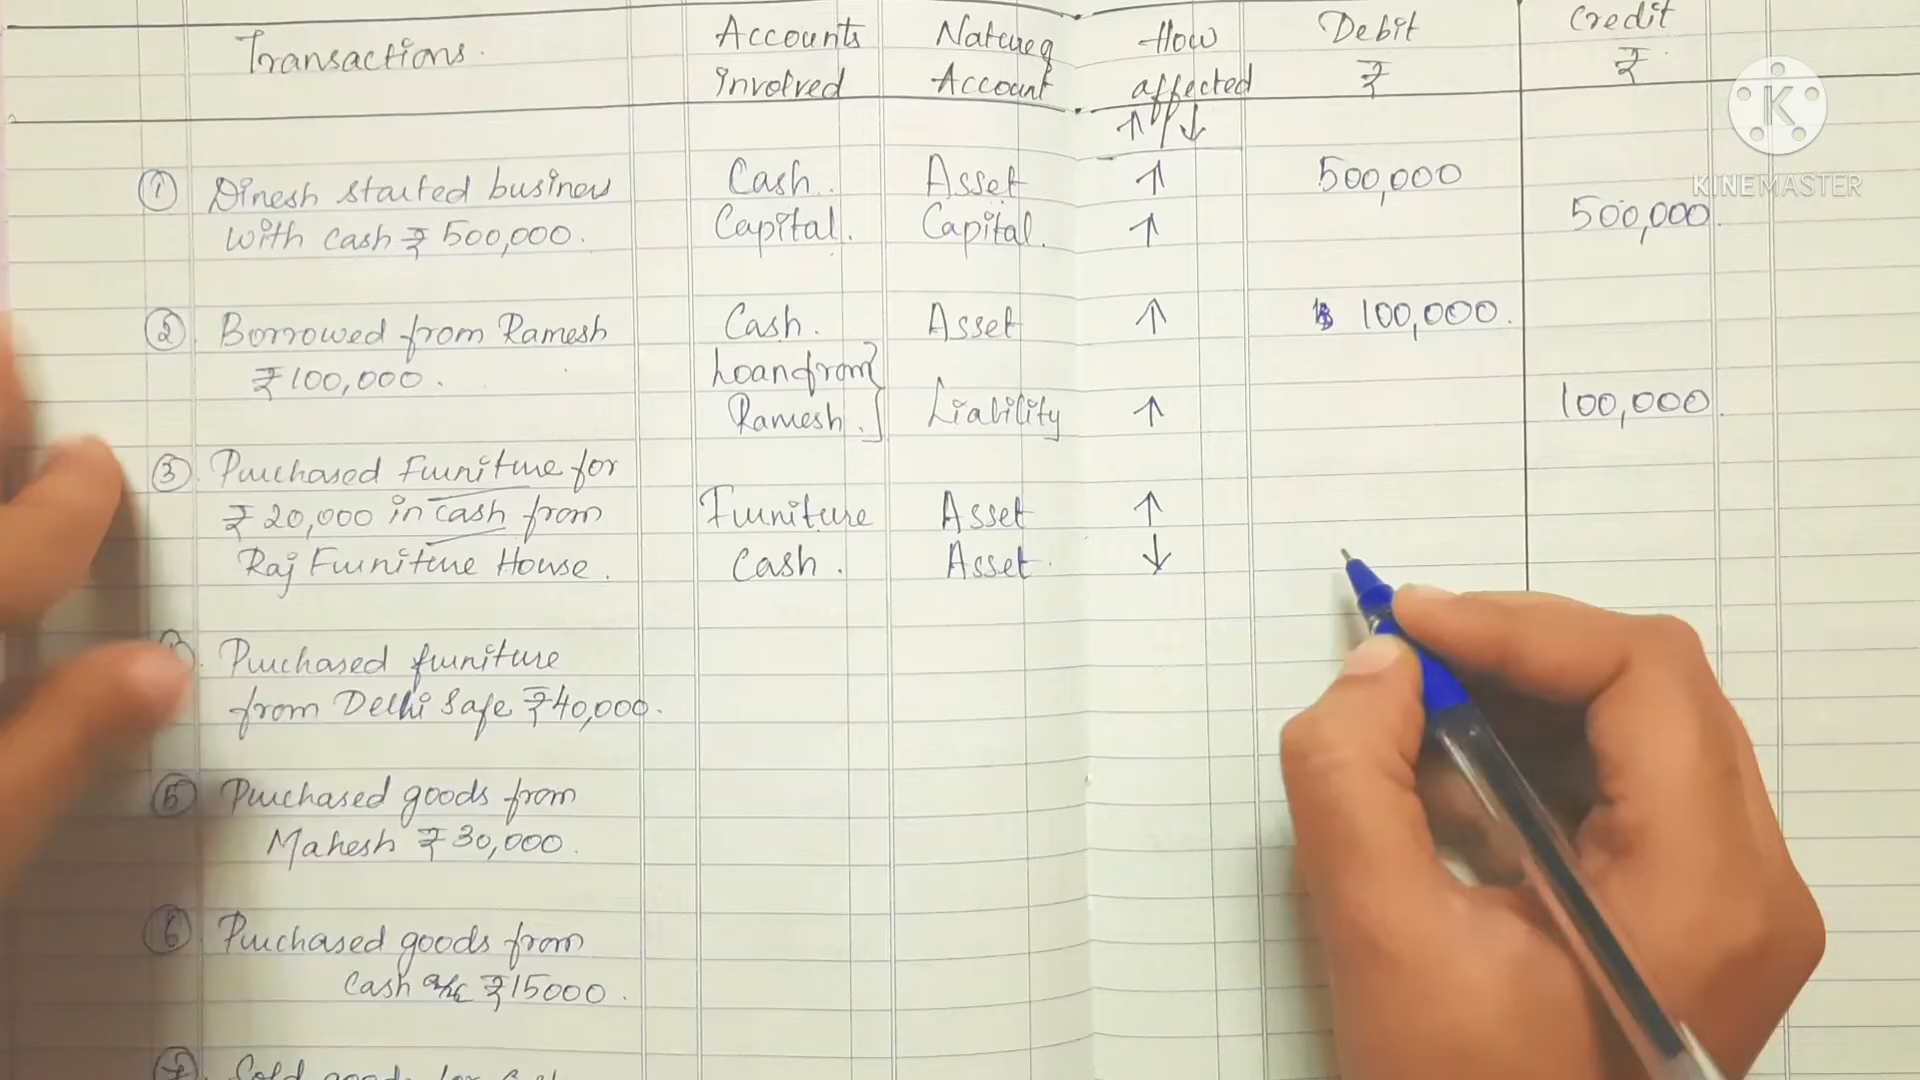 Transactions. Accounts involved Nature of Account How affected ↑/↓ Debit ₹ Credit ₹
① Dinesh started business Cash. Asset ↑ 500,000
with cash ₹ 500,000. Capital. Capital. ↑ 500,000.
② Borrowed from Ramesh Cash. Asset ↑ 100,000.
₹ 100,000. Loan from
Ramesh. Liability ↑ 100,000.
③ Purchased Furniture for
₹ 20,000 in cash from Furniture Asset ↑
Raj Furniture House. Cash. Asset. ↓
Purchased furniture
from Delhi Safe ₹ 40,000.
⑤ Purchased goods from
Mahesh ₹ 30,000.
⑥. Purchased goods from
Cash ₹ 15000.
Sold goods for
K
KINEMASTER